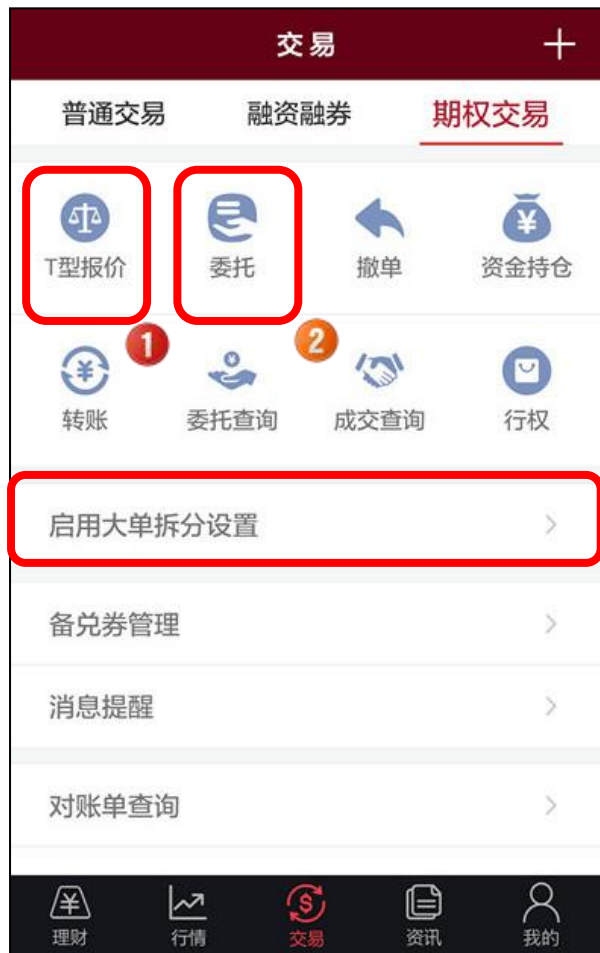 交易
普通交易 融资融券 期权交易
T型报价 委托 撤单 资金持仓
1 2
转账 委托查询 成交查询 行权
启用大单拆分设置
备兑券管理
消息提醒
对账单查询
理财 行情 交易 资讯 我的